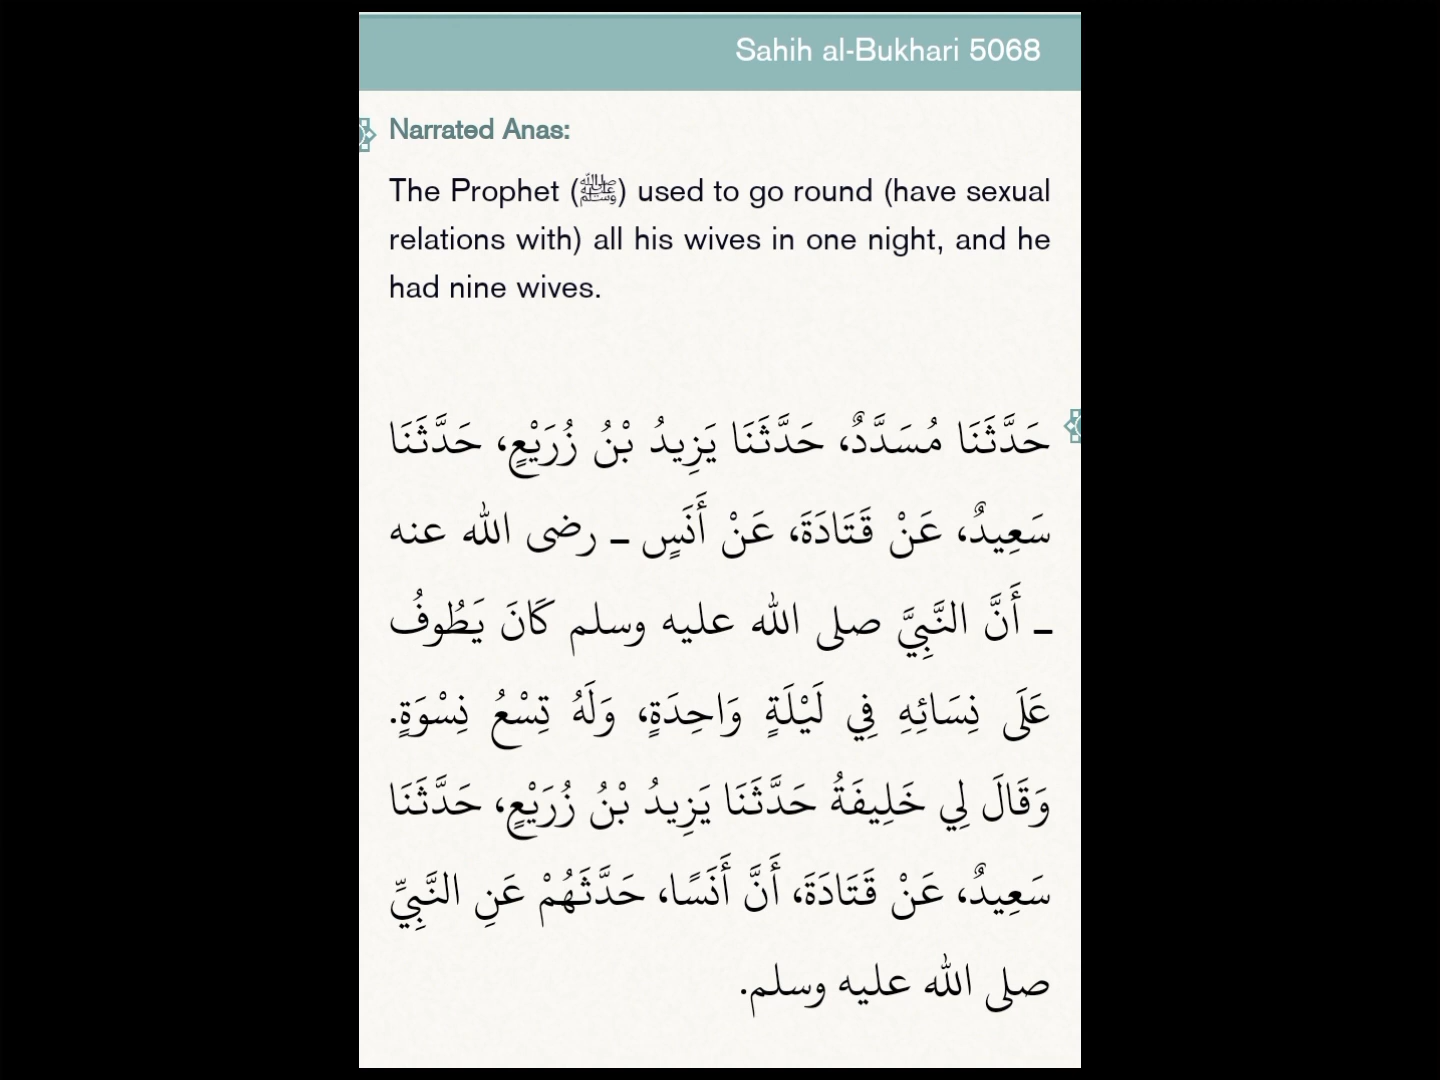 Sahih al-Bukhari 5068
Narrated Anas:
The Prophet (ﷺ) used to go round (have sexual
relations with) all his wives in one night, and he
had nine wives.
حَدَّثَنَا مُسَدَّدٌ، حَدَّثَنَا يَزِيدُ بْنُ زُرَيْعٍ، حَدَّثَنَا
سَعِيدٌ، عَنْ قَتَادَةَ، عَنْ أَنَسٍ ـ رضى الله عنه
ـ أَنَّ النَّبِيَّ صلى الله عليه وسلم كَانَ يَطُوفُ
عَلَى نِسَائِهِ فِي لَيْلَةٍ وَاحِدَةٍ، وَلَهُ تِسْعُ نِسْوَةٍ‏.‏
وَقَالَ لِي خَلِيفَةُ حَدَّثَنَا يَزِيدُ بْنُ زُرَيْعٍ، حَدَّثَنَا
سَعِيدٌ، عَنْ قَتَادَةَ، أَنَّ أَنَسًا، حَدَّثَهُمْ عَنِ النَّبِيِّ
صلى الله عليه وسلم‏.‏